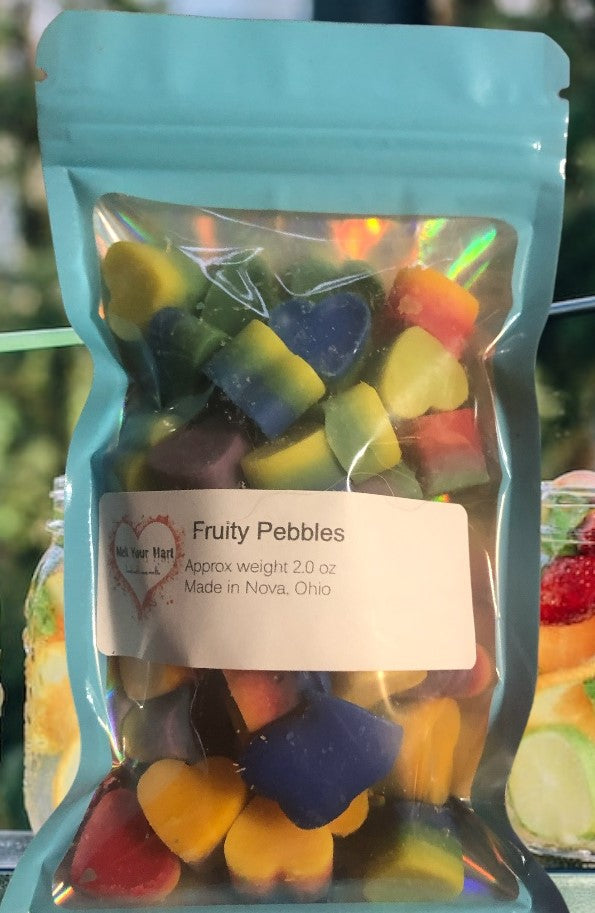 Melt Your Hart
Fruity Pebbles
Approx weight 2.0 oz
Made in Nova, Ohio